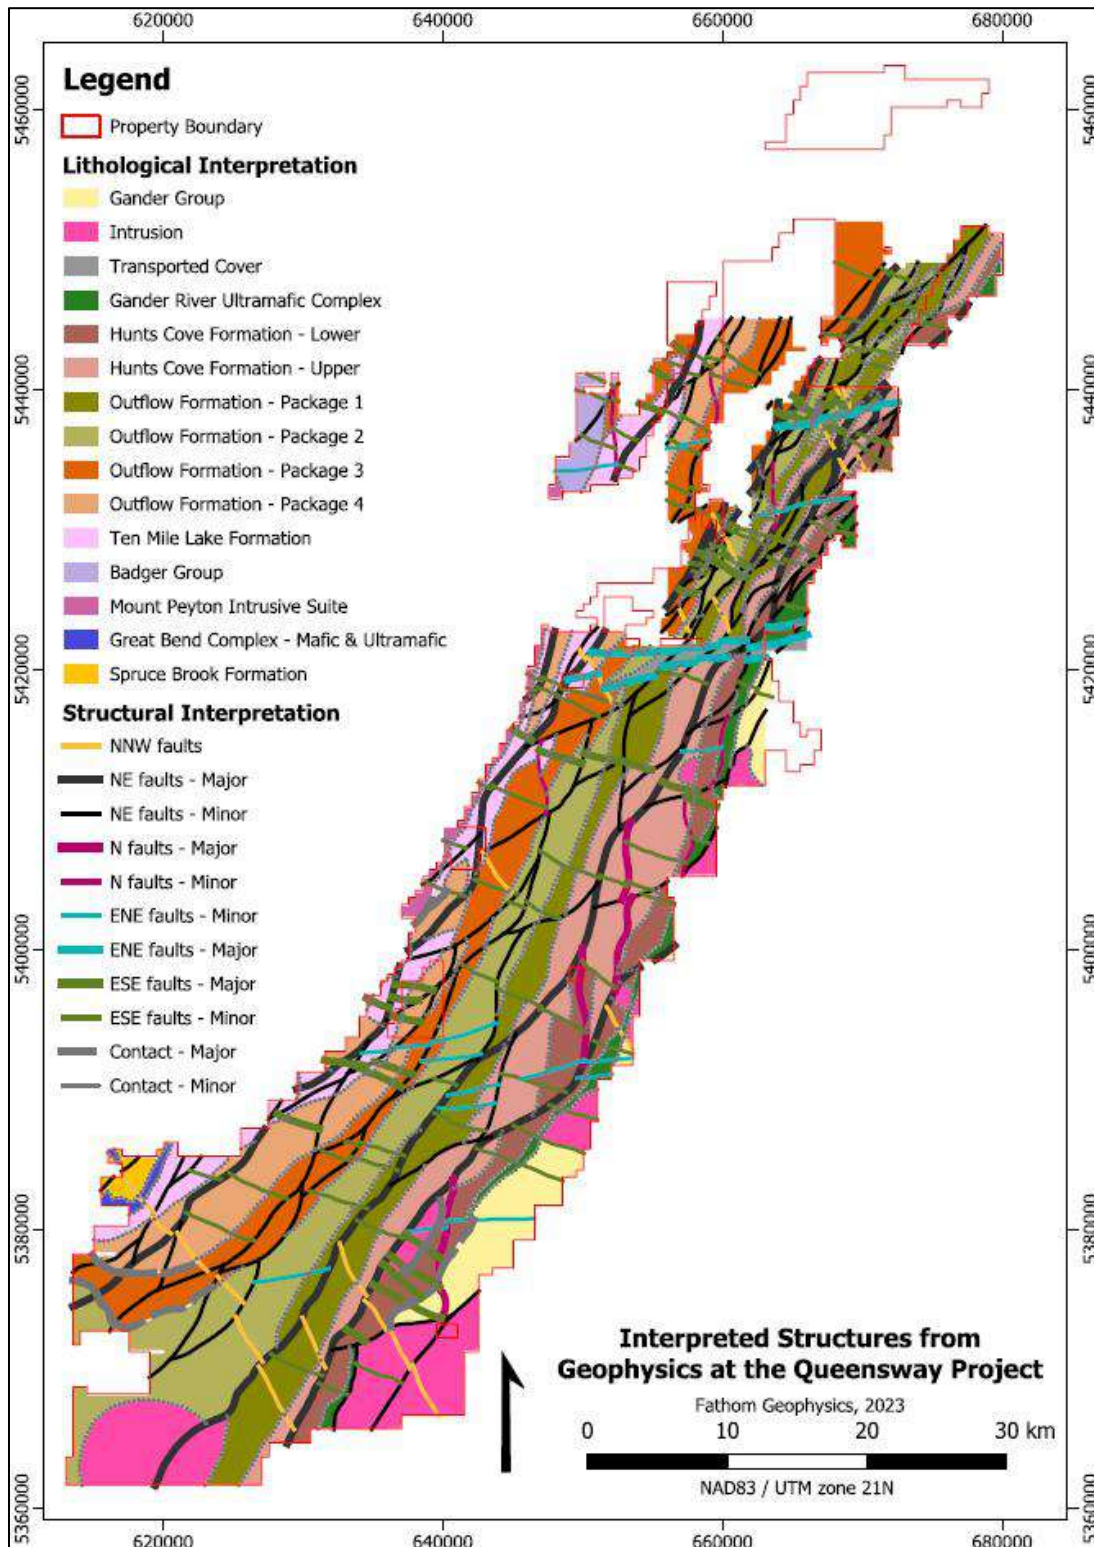 620000 640000 660000 680000
Legend
Property Boundary
Lithological Interpretation
Gander Group
Intrusion
Transported Cover
Gander River Ultramafic Complex
Hunts Cove Formation - Lower
Hunts Cove Formation - Upper
Outflow Formation - Package 1
Outflow Formation - Package 2
Outflow Formation - Package 3
Outflow Formation - Package 4
Ten Mile Lake Formation
Badger Group
Mount Peyton Intrusive Suite
Great Bend Complex - Mafic & Ultramafic
Spruce Brook Formation
Structural Interpretation
NNW faults
NE faults - Major
NE faults - Minor
N faults - Major
N faults - Minor
ENE faults - Minor
ENE faults - Major
ESE faults - Major
ESE faults - Minor
Contact - Major
Contact - Minor
5460000
5440000
5420000
5400000
5380000
5360000
5460000
5440000
5420000
5400000
5380000
5360000
Interpreted Structures from
Geophysics at the Queensway Project
Fathom Geophysics, 2023
0 10 20 30 km
NAD83 / UTM zone 21N
620000 640000 660000 680000